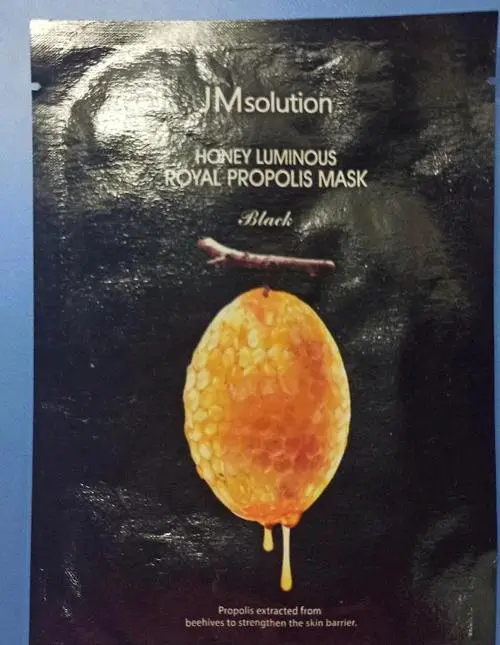 JMsolution
HONEY LUMINOUS
ROYAL PROPOLIS MASK
Black
Propolis extracted from
beehives to strengthen the skin barrier.